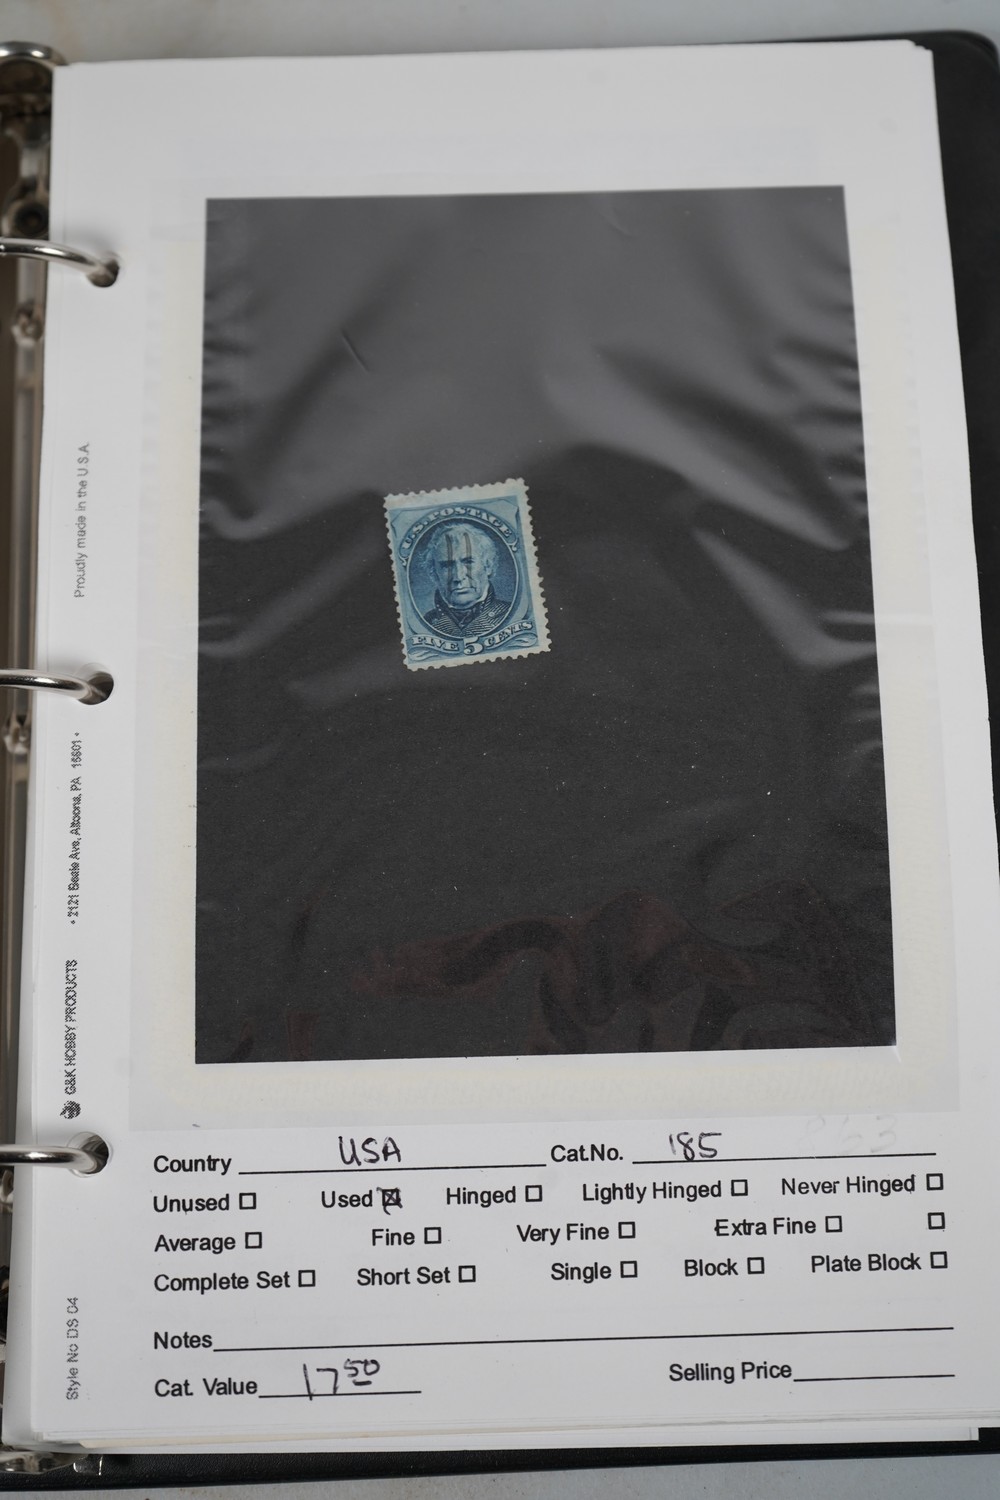 U.S. POSTAGE
FIVE 5 CENTS
Proudly made in the U.S.A.
• 2121 Beale Ave, Altoona, PA 16601 •
G&K HOBBY PRODUCTS
Style No DS 04
Country USA Cat.No. 185
Unused Used Hinged Lightly Hinged Never Hinged
Average Fine Very Fine Extra Fine
Complete Set Short Set Single Block Plate Block
Notes
Cat. Value 17 50 Selling Price